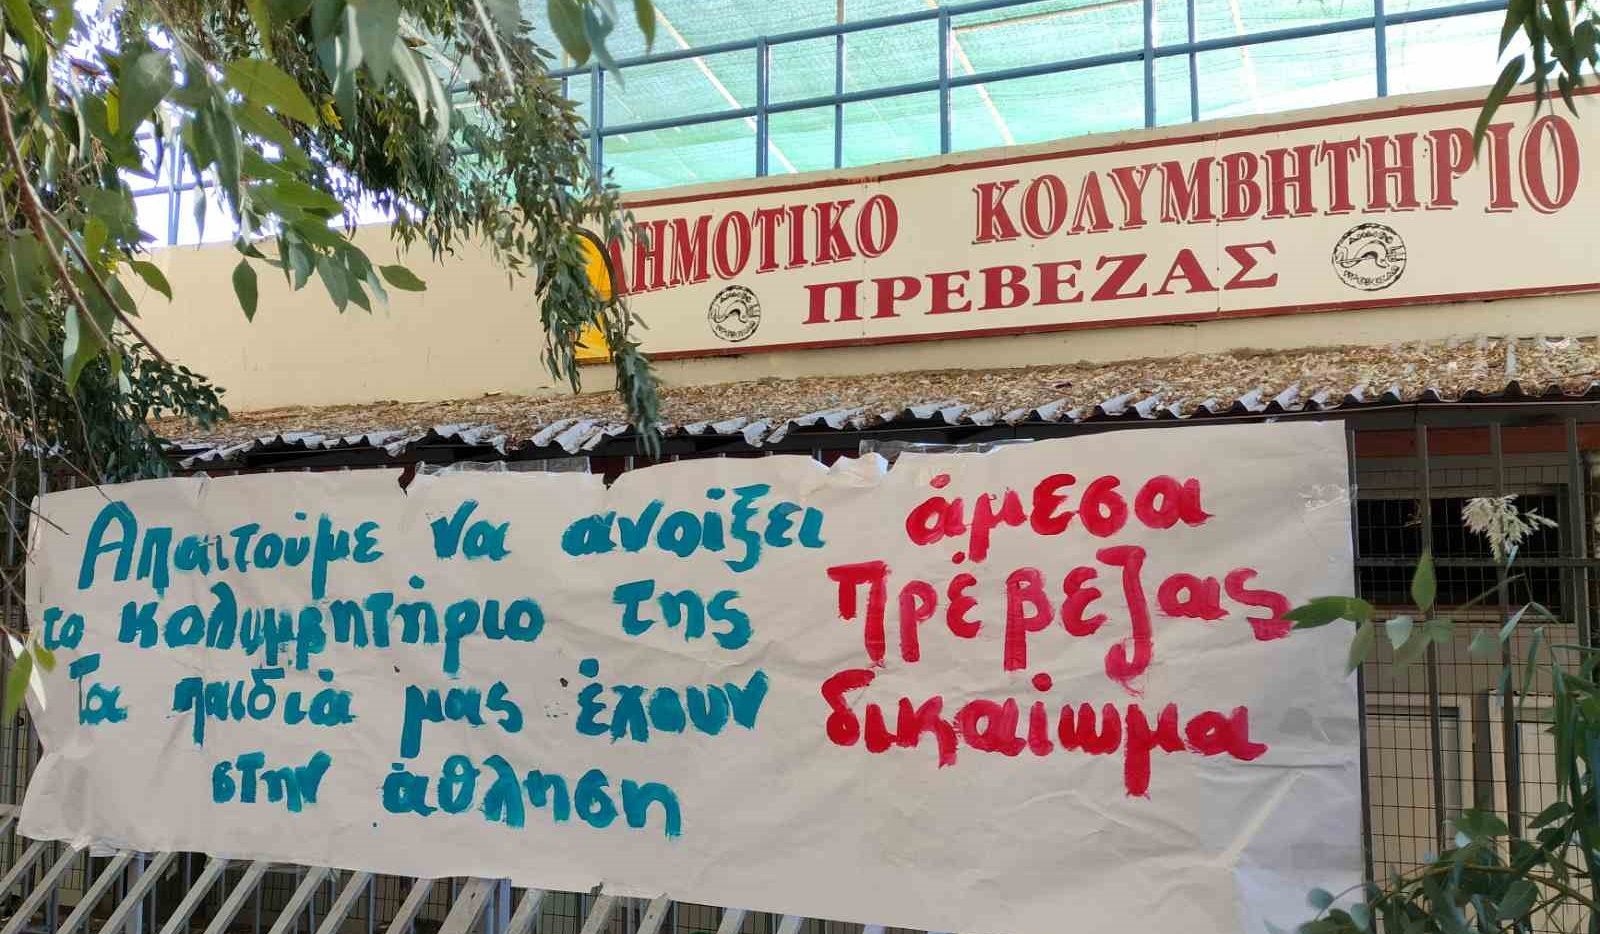 ΔΗΜΟΤΙΚΟ ΚΟΛΥΜΒΗΤΗΡΙΟ
ΠΡΕΒΕΖΑΣ
Απαιτούμε να ανοίξει άμεσα
το κολυμβητήριο της Πρέβεζας
Τα παιδιά μας έχουν δικαίωμα
στην άθληση